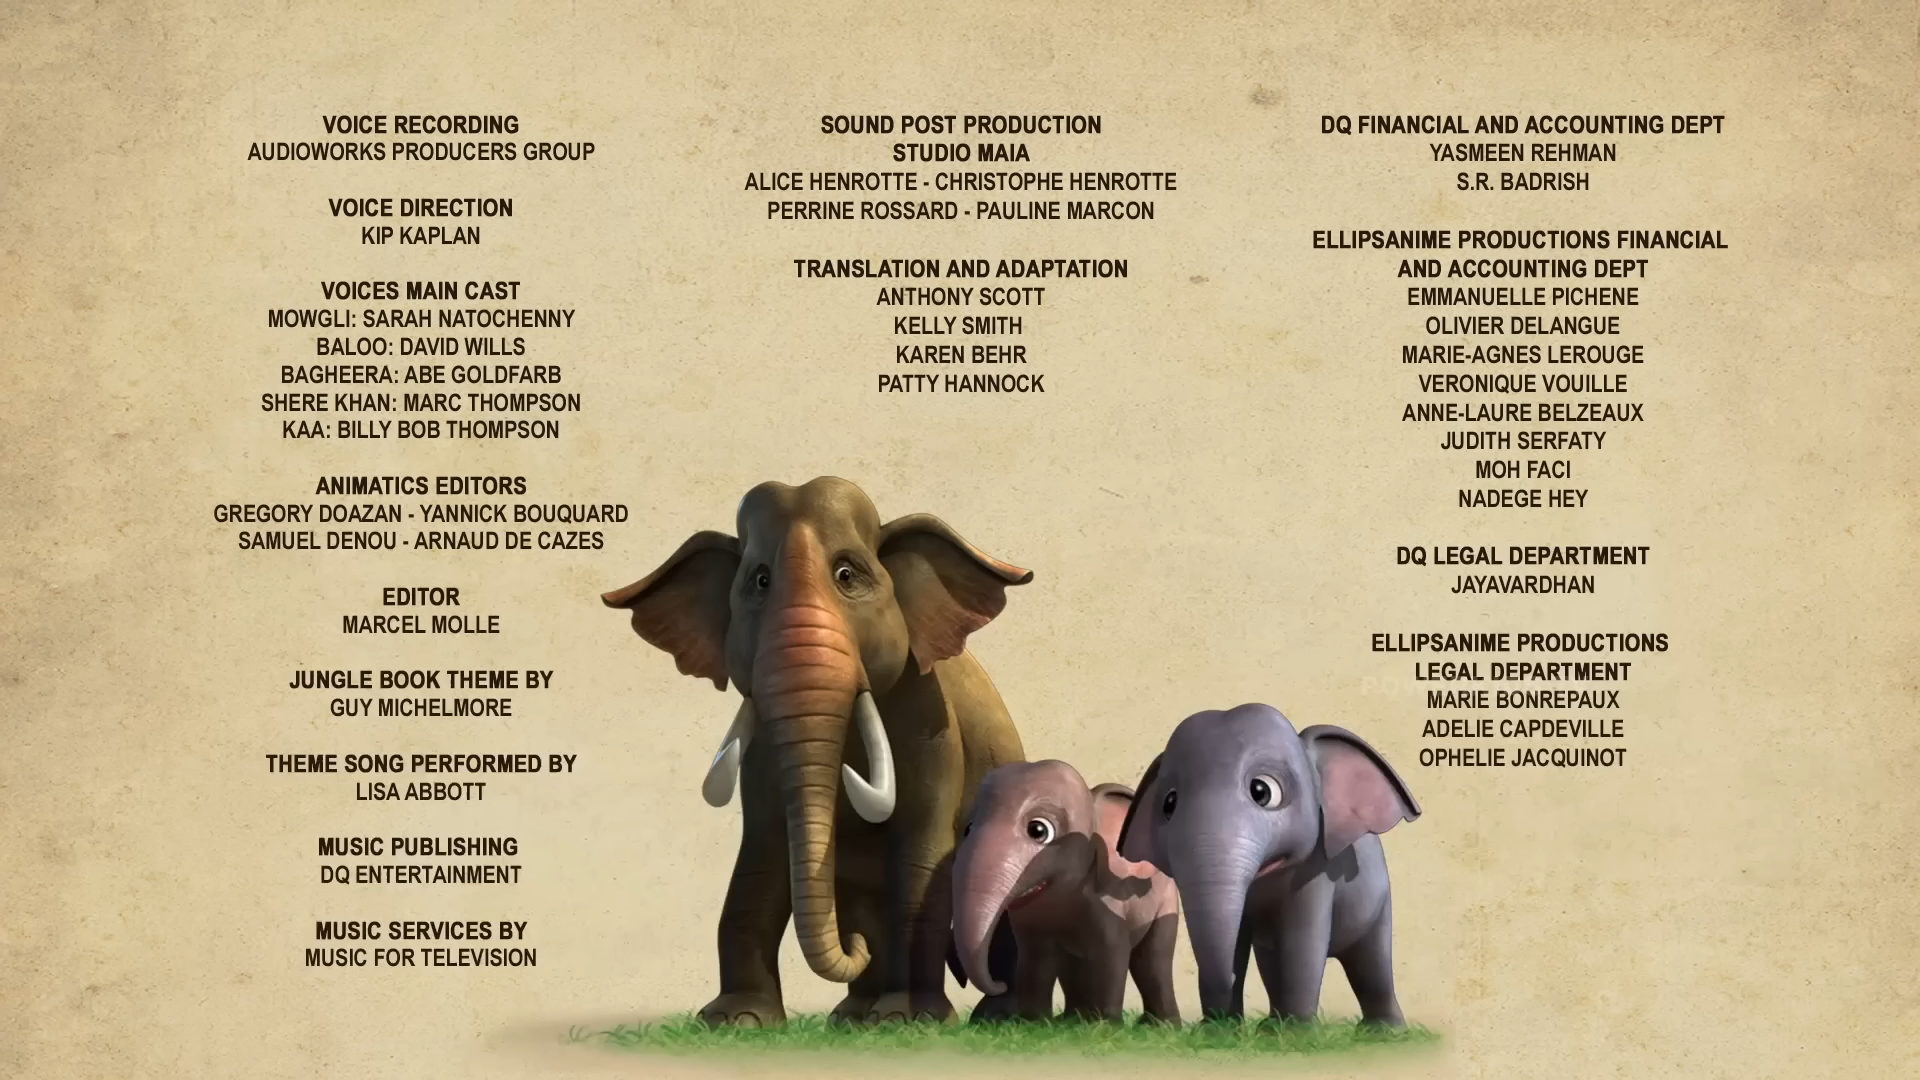 VOICE RECORDING
AUDIOWORKS PRODUCERS GROUP
VOICE DIRECTION
KIP KAPLAN
VOICES MAIN CAST
MOWGLI: SARAH NATOCHENNY
BALOO: DAVID WILLS
BAGHEERA: ABE GOLDFARB
SHERE KHAN: MARC THOMPSON
KAA: BILLY BOB THOMPSON
ANIMATICS EDITORS
GREGORY DOAZAN - YANNICK BOUQUARD
SAMUEL DENOU - ARNAUD DE CAZES
EDITOR
MARCEL MOLLE
JUNGLE BOOK THEME BY
GUY MICHELMORE
THEME SONG PERFORMED BY
LISA ABBOTT
MUSIC PUBLISHING
DQ ENTERTAINMENT
MUSIC SERVICES BY
MUSIC FOR TELEVISION
SOUND POST PRODUCTION
STUDIO MAIA
ALICE HENROTTE - CHRISTOPHE HENROTTE
PERRINE ROSSARD - PAULINE MARCON
TRANSLATION AND ADAPTATION
ANTHONY SCOTT
KELLY SMITH
KAREN BEHR
PATTY HANNOCK
DQ FINANCIAL AND ACCOUNTING DEPT
YASMEEN REHMAN
S.R. BADRISH
ELLIPSANIME PRODUCTIONS FINANCIAL
AND ACCOUNTING DEPT
EMMANUELLE PICHENE
OLIVIER DELANGUE
MARIE-AGNES LEROUGE
VERONIQUE VOUILLE
ANNE-LAURE BELZEAUX
JUDITH SERFATY
MOH FACI
NADEGE HEY
DQ LEGAL DEPARTMENT
JAYAVARDHAN
ELLIPSANIME PRODUCTIONS
LEGAL DEPARTMENT
MARIE BONREPAUX
ADELIE CAPDEVILLE
OPHELIE JACQUINOT